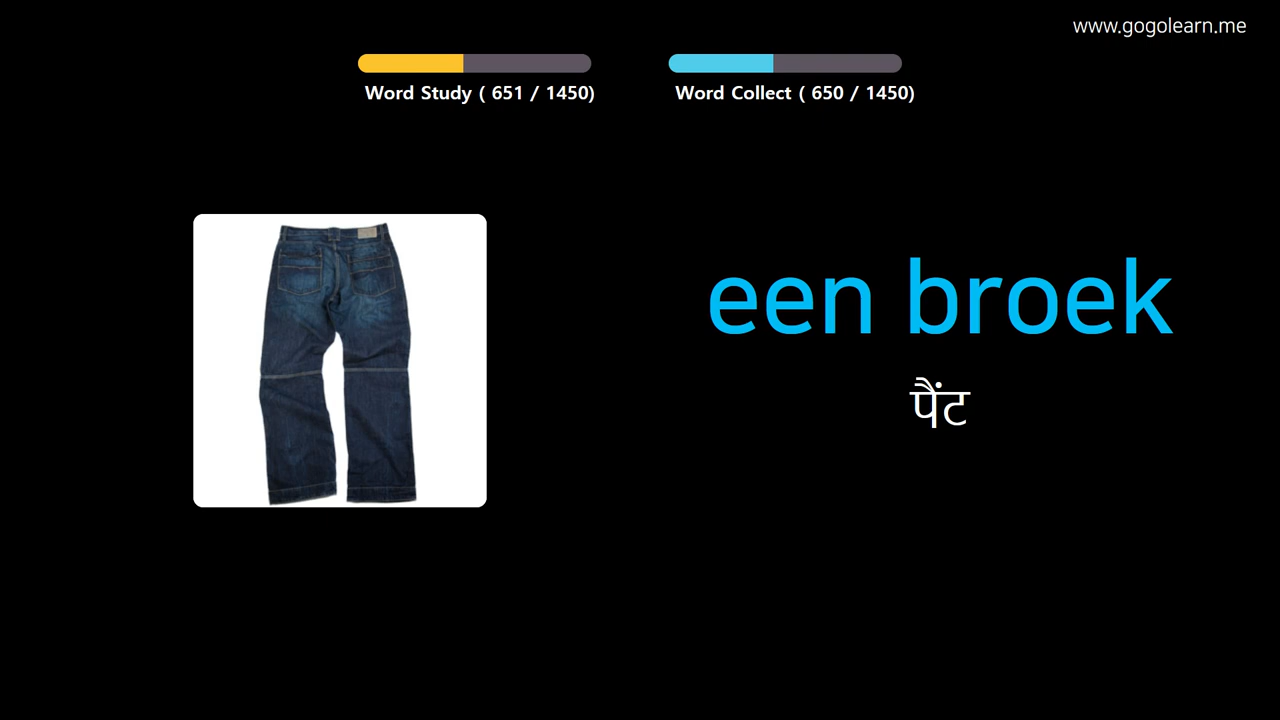 www.gogolearn.me
Word Study ( 651 / 1450)
Word Collect ( 650 / 1450)
een broek
पैंट